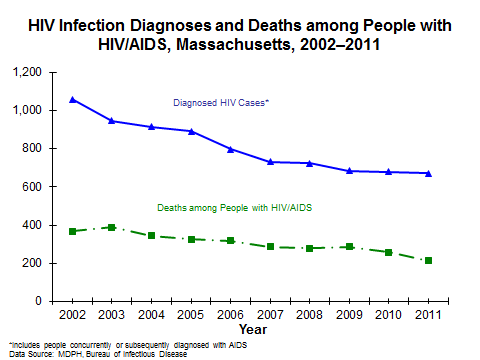 HIV Infection Diagnoses and Deaths among People with
HIV/AIDS, Massachusetts, 2002–2011
1,200
Diagnosed HIV Cases*
1,000
800
600
Deaths among People with HIV/AIDS
400
200
0
2002 2003 2004 2005 2006 2007 2008 2009 2010 2011
Year
*Includes people concurrently or subsequently diagnosed with AIDS
Data Source: MDPH, Bureau of Infectious Disease